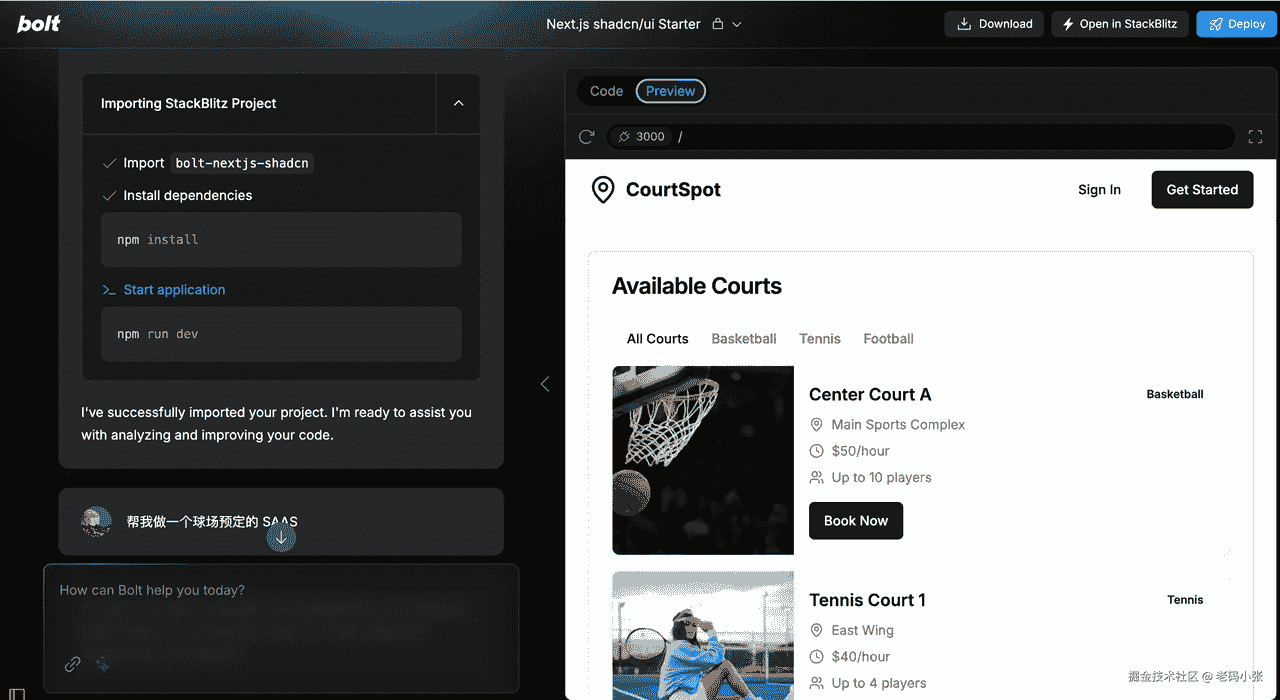 bolt
Next.js shadcn/ui Starter
Download
Open in StackBlitz
Deploy
Importing StackBlitz Project
Import bolt-nextjs-shadcn
Install dependencies
npm install
Start application
npm run dev
I've successfully imported your project. I'm ready to assist you
with analyzing and improving your code.
帮我做一个球场预定的 SAAS
How can Bolt help you today?
Code
Preview
3000 /
CourtSpot
Sign In
Get Started
Available Courts
All Courts
Basketball
Tennis
Football
Center Court A
Basketball
Main Sports Complex
$50/hour
Up to 10 players
Book Now
Tennis Court 1
Tennis
East Wing
$40/hour
Up to 4 players
掘金技术社区 @ 老码小张